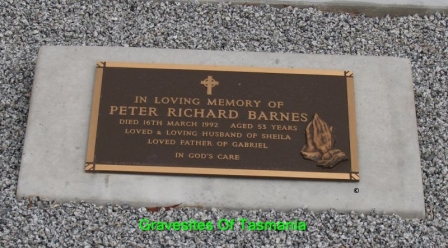 IN LOVING MEMORY OF
PETER RICHARD BARNES
DIED 16TH MARCH 1992 AGED 53 YEARS
LOVED & LOVING HUSBAND OF SHEILA
LOVED FATHER OF GABRIEL
IN GOD'S CARE
©
Gravesites Of Tasmania